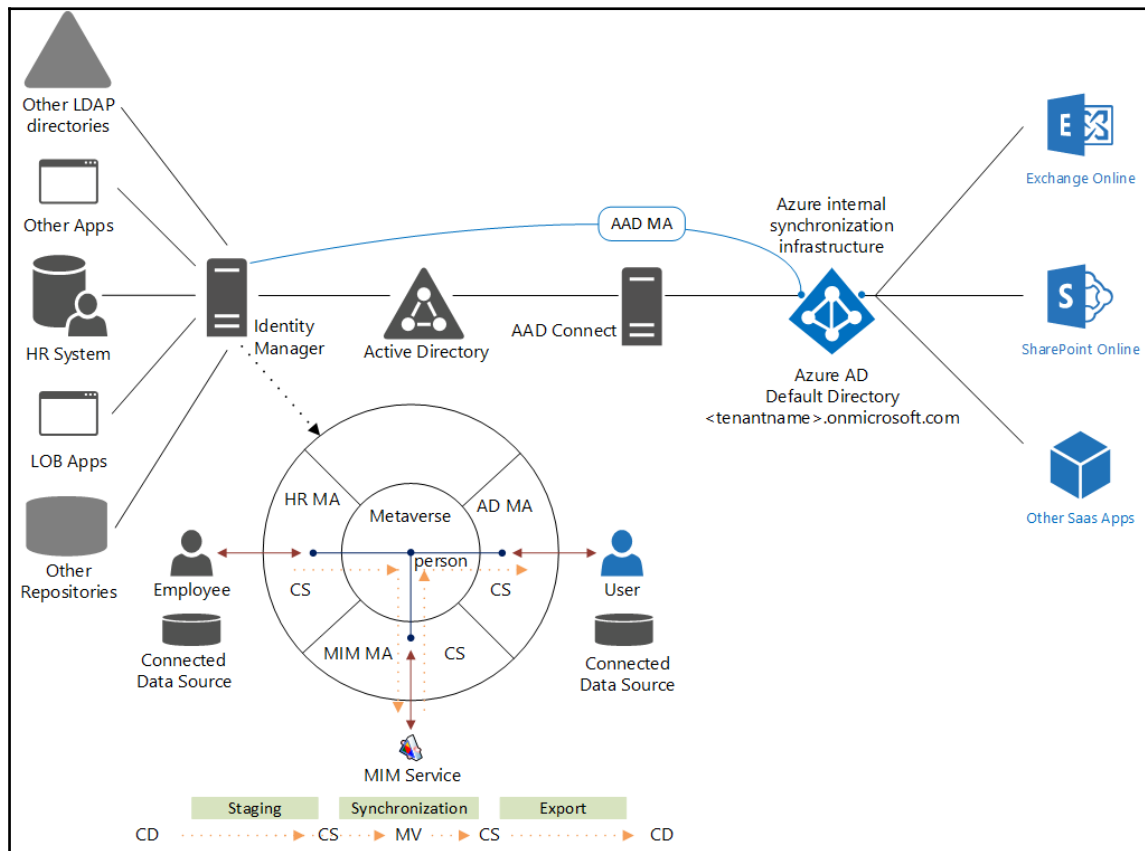 Other LDAP
directories
Other Apps
HR System
LOB Apps
Other
Repositories
Identity
Manager
Active Directory
AAD Connect
AAD MA
Azure internal
synchronization
infrastructure
Azure AD
Default Directory
<tenantname>.onmicrosoft.com
E
Exchange Online
S
SharePoint Online
Other Saas Apps
HR MA
Metaverse
AD MA
person
CS
CS
MIM MA
CS
Employee
Connected
Data Source
User
Connected
Data Source
MIM Service
Staging
Synchronization
Export
CD
CS
MV
CS
CD